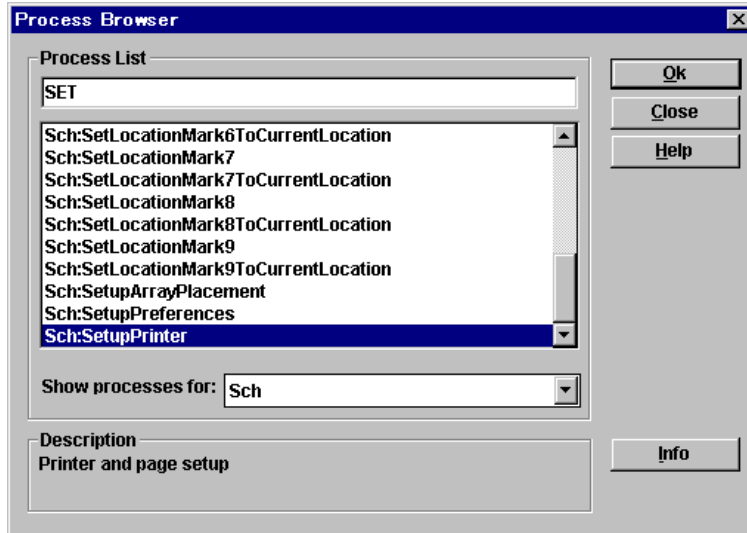 Process Browser
Process List
SET
Sch:SetLocationMark6ToCurrentLocation
Sch:SetLocationMark7
Sch:SetLocationMark7ToCurrentLocation
Sch:SetLocationMark8
Sch:SetLocationMark8ToCurrentLocation
Sch:SetLocationMark9
Sch:SetLocationMark9ToCurrentLocation
Sch:SetupArrayPlacement
Sch:SetupPreferences
Sch:SetupPrinter
Show processes for: Sch
Description
Printer and page setup
Ok
Close
Help
Info